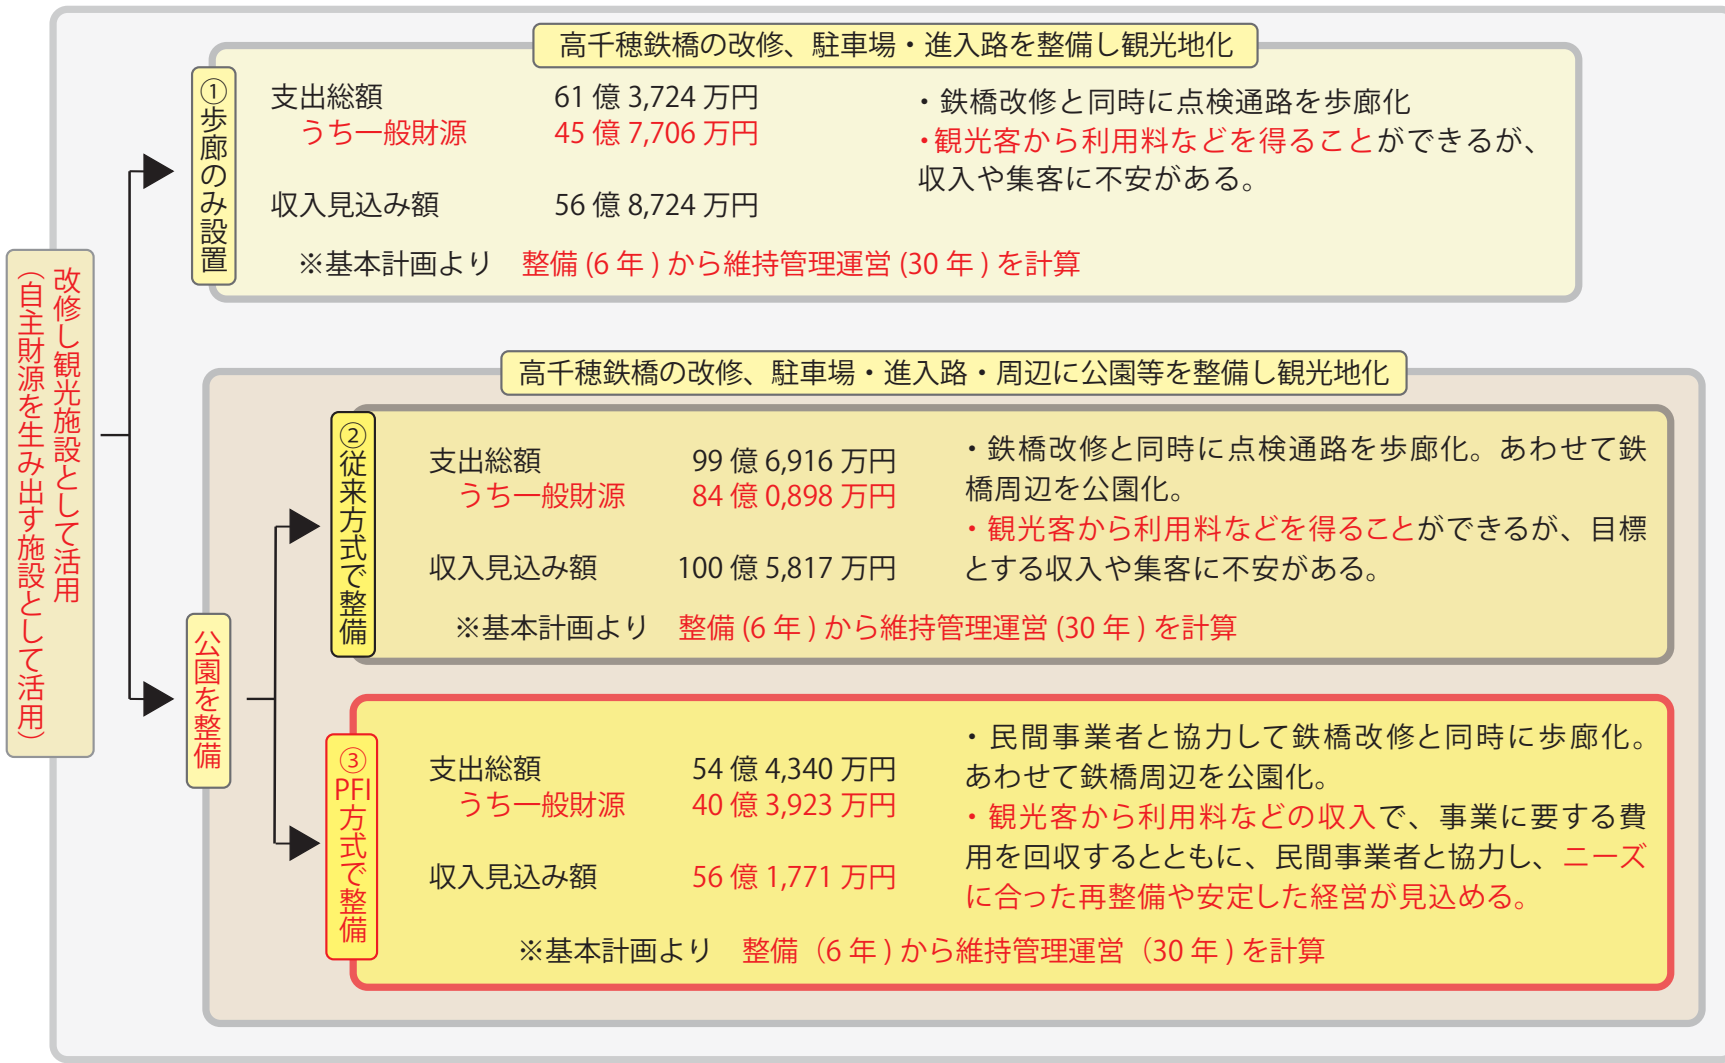 改修し観光施設として活用
（自主財源を生み出す施設として活用）
高千穂鉄橋の改修、駐車場・進入路を整備し観光地化
①歩廊のみ設置
支出総額 61 億 3,724 万円
うち一般財源 45 億 7,706 万円
収入見込み額 56 億 8,724 万円
・鉄橋改修と同時に点検通路を歩廊化
・観光客から利用料などを得ることができるが、
収入や集客に不安がある。
※基本計画より 整備 (6 年 ) から維持管理運営 (30 年 ) を計算
公園を整備
高千穂鉄橋の改修、駐車場・進入路・周辺に公園等を整備し観光地化
②従来方式で整備
支出総額 99 億 6,916 万円
うち一般財源 84 億 0,898 万円
収入見込み額 100 億 5,817 万円
・鉄橋改修と同時に点検通路を歩廊化。あわせて鉄
橋周辺を公園化。
・観光客から利用料などを得ることができるが、目標
とする収入や集客に不安がある。
※基本計画より 整備 (6 年 ) から維持管理運営 (30 年 ) を計算
③PFI方式で整備
支出総額 54 億 4,340 万円
うち一般財源 40 億 3,923 万円
収入見込み額 56 億 1,771 万円
・民間事業者と協力して鉄橋改修と同時に歩廊化。
あわせて鉄橋周辺を公園化。
・観光客から利用料などの収入で、事業に要する費
用を回収するとともに、民間事業者と協力し、ニーズ
に合った再整備や安定した経営が見込める。
※基本計画より 整備（6 年 ) から維持管理運営（30 年 ) を計算